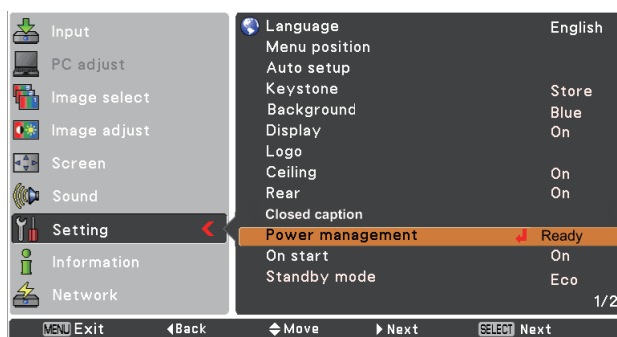 Input
PC adjust
Image select
Image adjust
Screen
Sound
Setting
Information
Network
Language English
Menu position
Auto setup
Keystone Store
Background Blue
Display On
Logo
Ceiling On
Rear On
Closed caption
Power management Ready
On start On
Standby mode Eco
1/2
MENU Exit Back Move Next SELECT Next